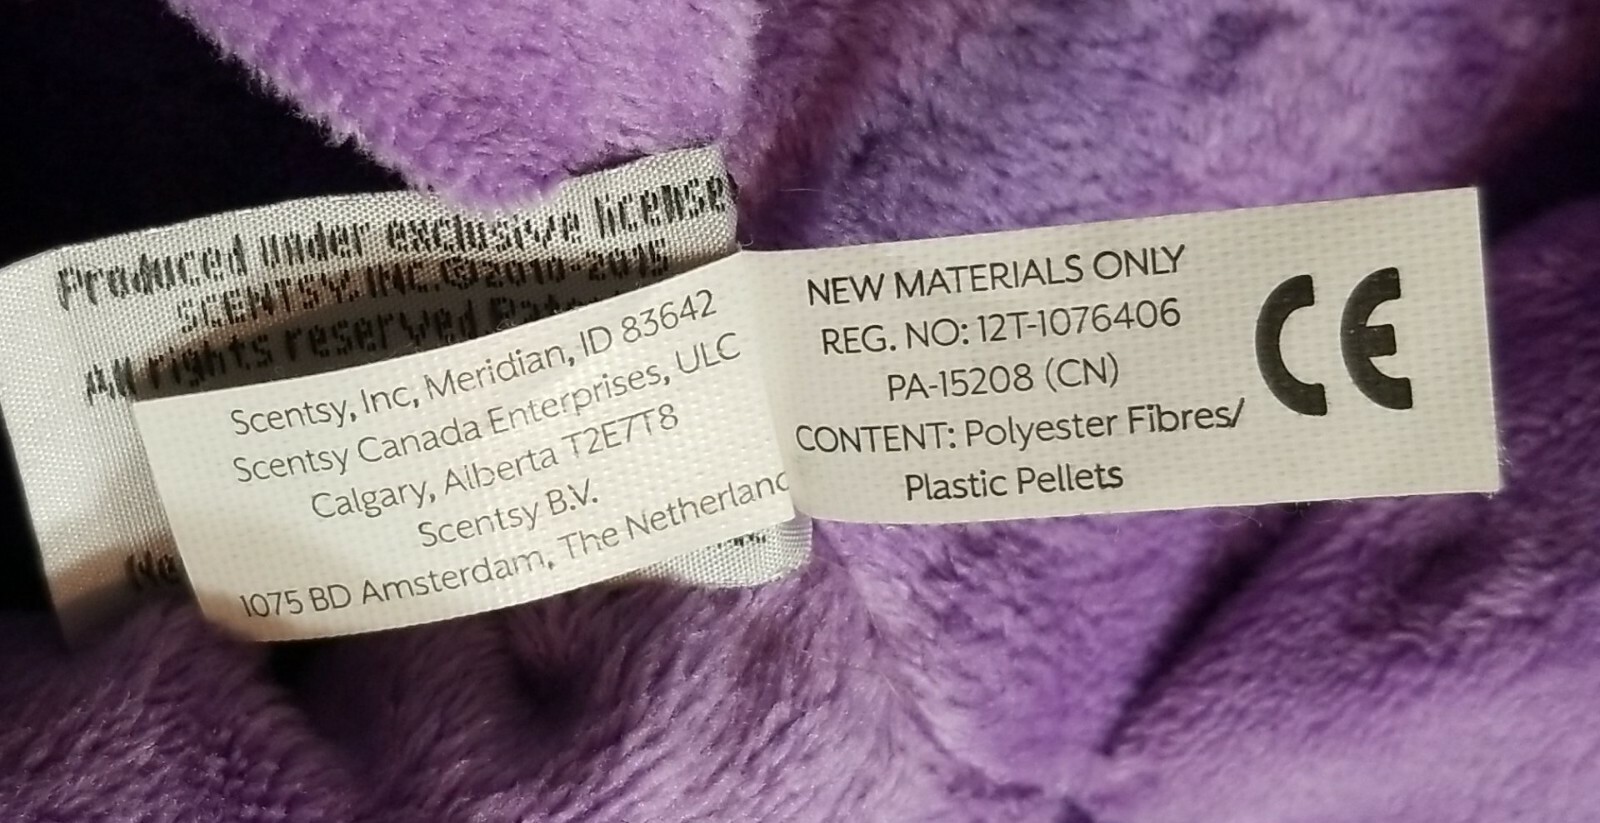 Produced under exclusive license
SCENTSY, INC.©2010-2015
All rights reserved.
Scentsy, Inc, Meridian, ID 83642
Scentsy Canada Enterprises, ULC
Calgary, Alberta T2E7T8
Scentsy B.V.
1075 BD Amsterdam, The Netherland
NEW MATERIALS ONLY
REG. NO: 12T-1076406
PA-15208 (CN)
CONTENT: Polyester Fibres/
Plastic Pellets
CE